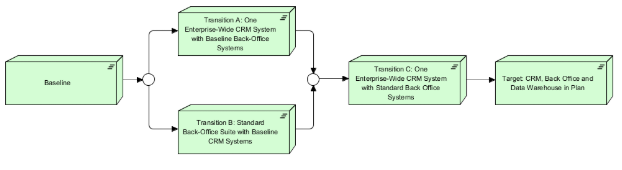 Baseline
Transition A: One
Enterprise-Wide CRM System
with Baseline Back-Office
Systems
Transition B: Standard
Back-Office Suite with Baseline
CRM Systems
Transition C: One
Enterprise-Wide CRM System
with Standard Back Office
Systems
Target: CRM, Back Office and
Data Warehouse in Plan